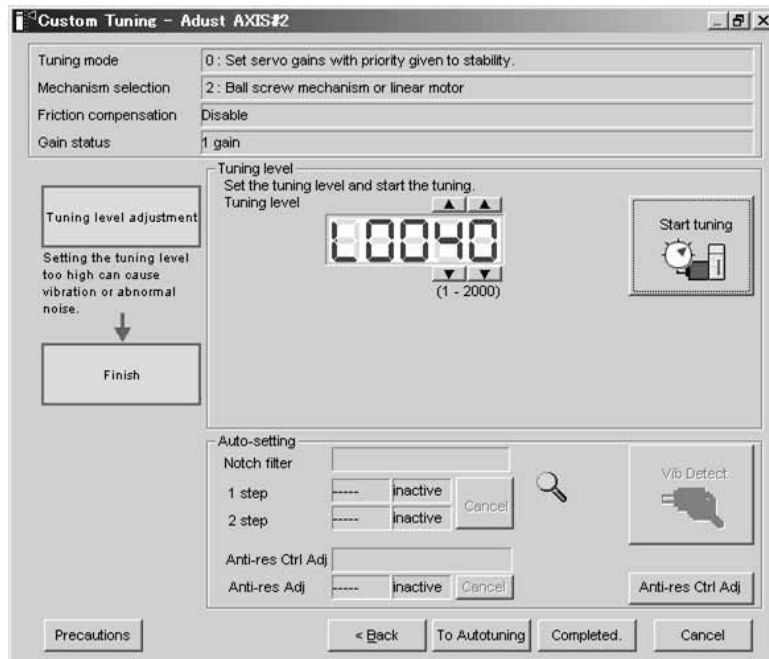 Custom Tuning - Adust AXIS#2
Tuning mode 0 : Set servo gains with priority given to stability.
Mechanism selection 2 : Ball screw mechanism or linear motor
Friction compensation Disable
Gain status 1 gain
Tuning level
Set the tuning level and start the tuning.
Tuning level
L0040
(1 - 2000)
Start tuning
Tuning level adjustment
Setting the tuning level
too high can cause
vibration or abnormal
noise.
Finish
Auto-setting
Notch filter
1 step ----- inactive
Cancel
2 step ----- inactive
Vib Detect
Anti-res Ctrl Adj
Anti-res Adj ----- inactive Cancel
Anti-res Ctrl Adj
Precautions
< Back
To Autotuning
Completed.
Cancel